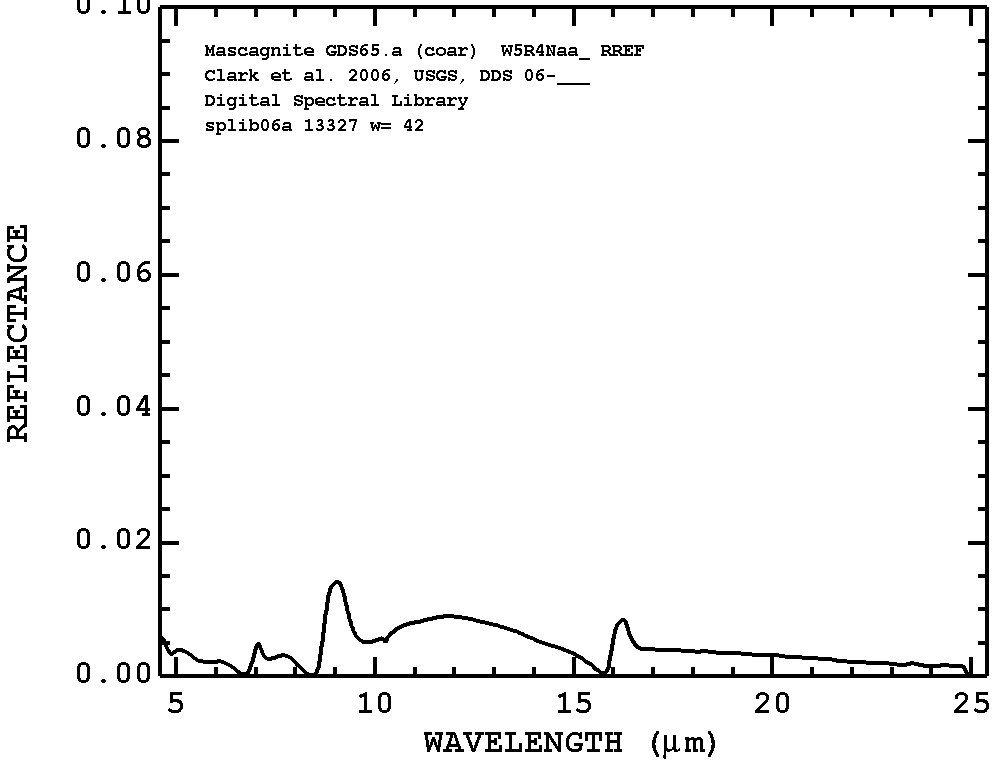 0.10
Mascagnite GDS65.a (coar)  W5R4Naa_ RREF
Clark et al. 2006, USGS, DDS 06-___
Digital Spectral Library
splib06a 13327 w= 42
0.08
0.06
0.04
0.02
0.00
REFLECTANCE
5 10 15 20 25
WAVELENGTH (μm)